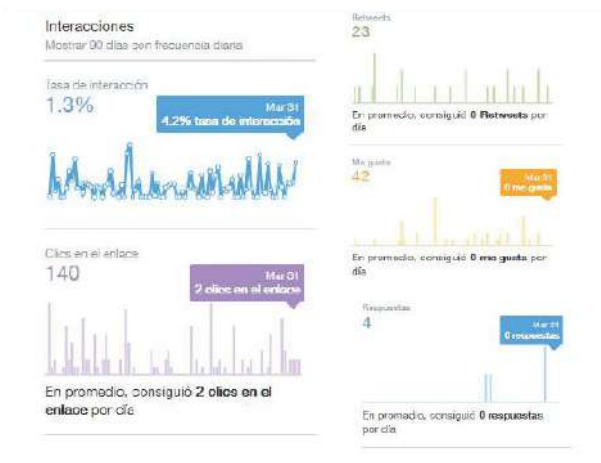 Interacciones
Mostrar 90 días con frecuencia diaria
Tasa de interacción
1.3%
Mar 31
4.2% tasa de interacción
Clics en el enlace
140
Mar 31
2 clics en el enlace
En promedio, consiguió 2 clics en el
enlace por día
Retweets
23
En promedio, consiguió 0 Retweets por
día
Me gusta
42
Mar 31
0 me gusta
En promedio, consiguió 0 me gusta por
día
Respuestas
4
Mar 31
0 respuestas
En promedio, consiguió 0 respuestas
por día